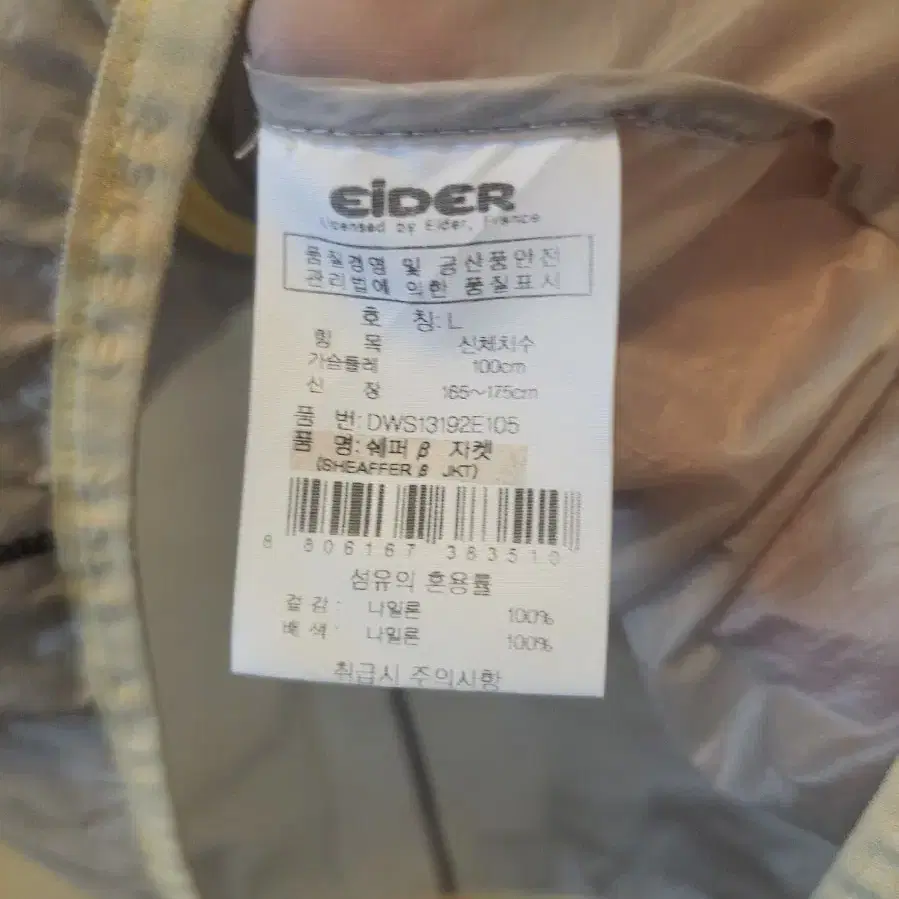 EiDER
Licensed by Eider, France
품질경영 및 공산품안전
관리법에 의한 품질표시
호 칭: L
항 목 신체치수
가슴둘레 100cm
신 장 165~175cm
품 번: DWS13192E105
품 명: 쉐퍼 β 자켓
(SHEAFFER β JKT)
8 806167 383510
섬유의 혼용률
겉 감 : 나일론 100%
배 색 : 나일론 100%
취급시 주의사항